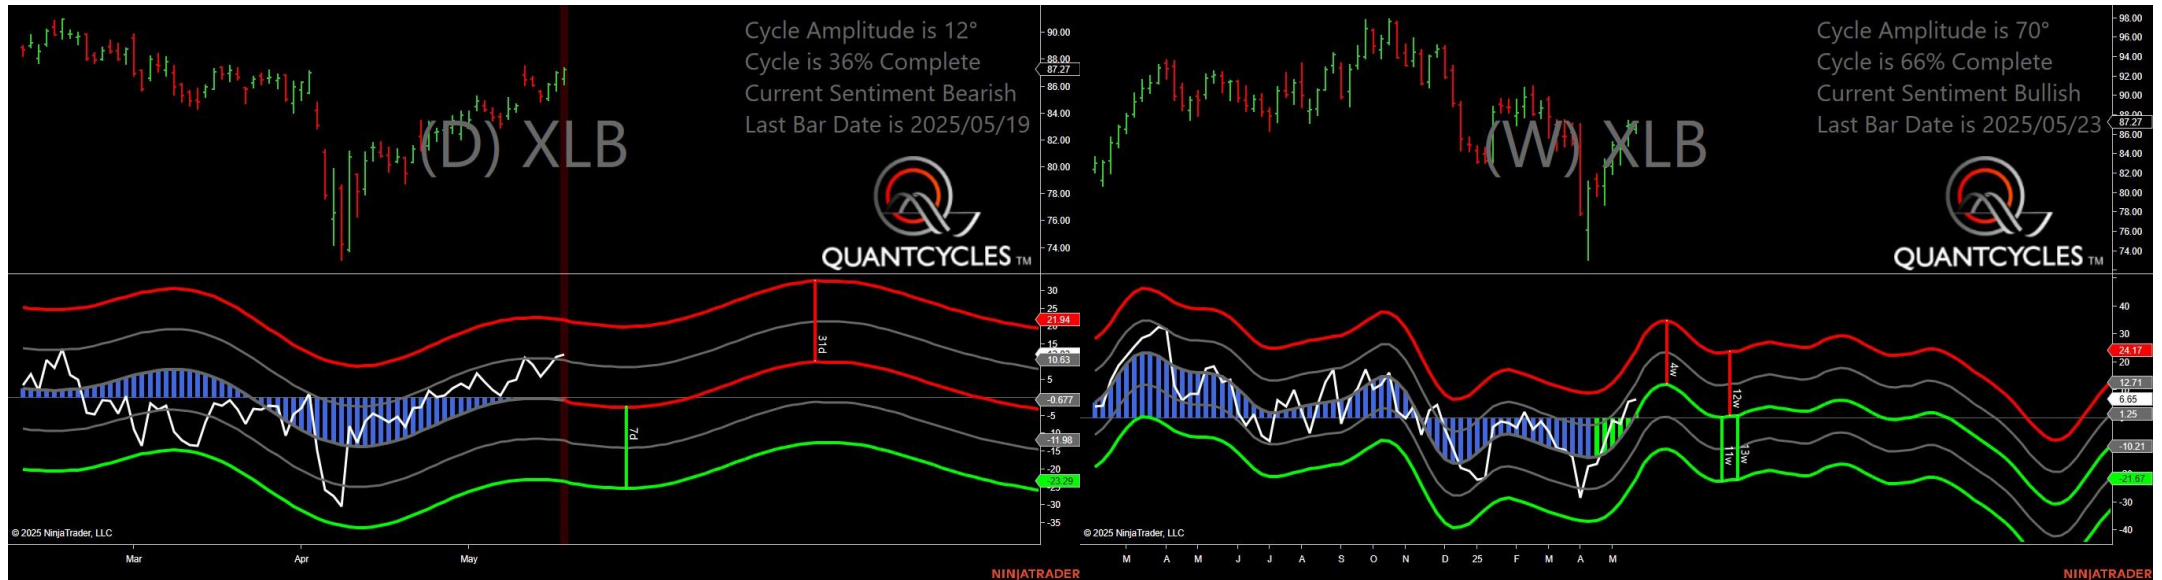 Cycle Amplitude is 12°
Cycle is 36% Complete
Current Sentiment Bearish
Last Bar Date is 2025/05/19
(D) XLB
QUANTCYCLES TM
90.00
88.00
87.27
86.00
84.00
82.00
80.00
78.00
76.00
74.00
30
25
21.94
15
10.63
5
-0.677
-5
-11.98
-15
-20
-23.29
-30
-35
31d
7d
© 2025 NinjaTrader, LLC
Mar
Apr
May
NINJATRADER
Cycle Amplitude is 70°
Cycle is 66% Complete
Current Sentiment Bullish
Last Bar Date is 2025/05/23
(W) XLB
QUANTCYCLES TM
98.00
96.00
94.00
92.00
90.00
87.27
86.00
84.00
82.00
80.00
78.00
76.00
74.00
40
30
24.17
20
12.71
6.65
1.25
-10.21
-21.67
-30
-40
4w
12w
11w
13w
© 2025 NinjaTrader, LLC
M A M J J A S O N D 25 F M A M
NINJATRADER